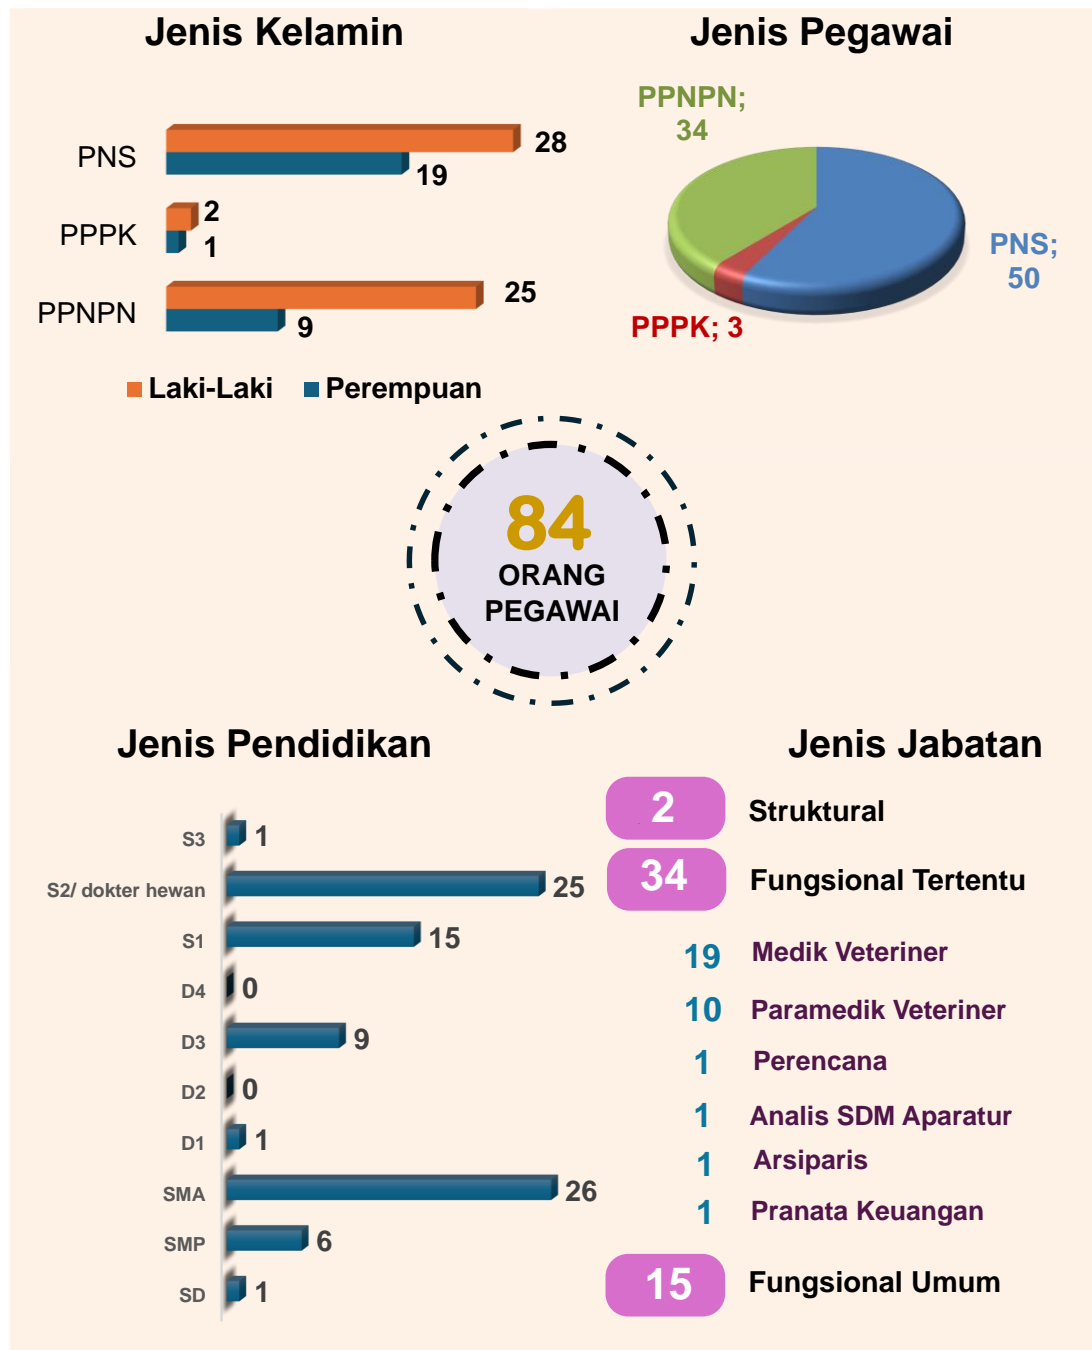 Jenis Kelamin
PNS
28
19
PPPK
2
1
PPNPN
25
9
Laki-Laki
Perempuan
Jenis Pegawai
PPNPN;
34
PNS;
50
PPPK; 3
84
ORANG
PEGAWAI
Jenis Pendidikan
S3
1
S2/ dokter hewan
25
S1
15
D4
0
D3
9
D2
0
D1
1
SMA
26
SMP
6
SD
1
Jenis Jabatan
2
Struktural
34
Fungsional Tertentu
19
Medik Veteriner
10
Paramedik Veteriner
1
Perencana
1
Analis SDM Aparatur
1
Arsiparis
1
Pranata Keuangan
15
Fungsional Umum